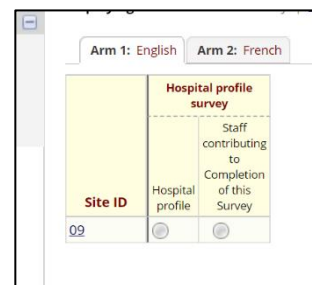 Arm 1: English Arm 2: French
Hospital profile
survey
Staff
contributing
to
Completion
Hospital of this
Site ID profile Survey
09